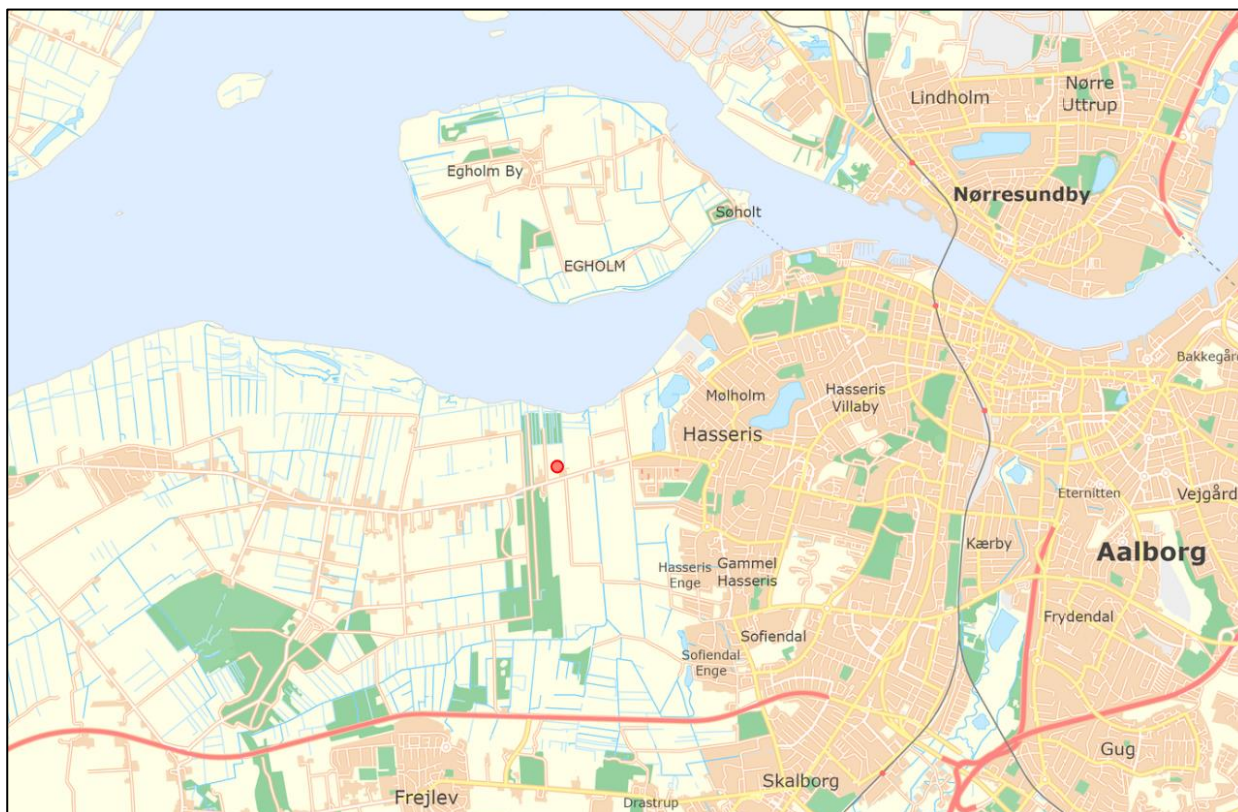 Lindholm
Nørre
Uttrup
Egholm By
Nørresundby
Søholt
EGHOLM
Bakkegård
Mølholm
Hasseris
Villaby
Hasseris
Eternitten
Vejgård
Kærby
Aalborg
Hasseris
Enge
Gammel
Hasseris
Frydendal
Sofiendal
Sofiendal
Enge
Gug
Skalborg
Frejlev
Drastrup